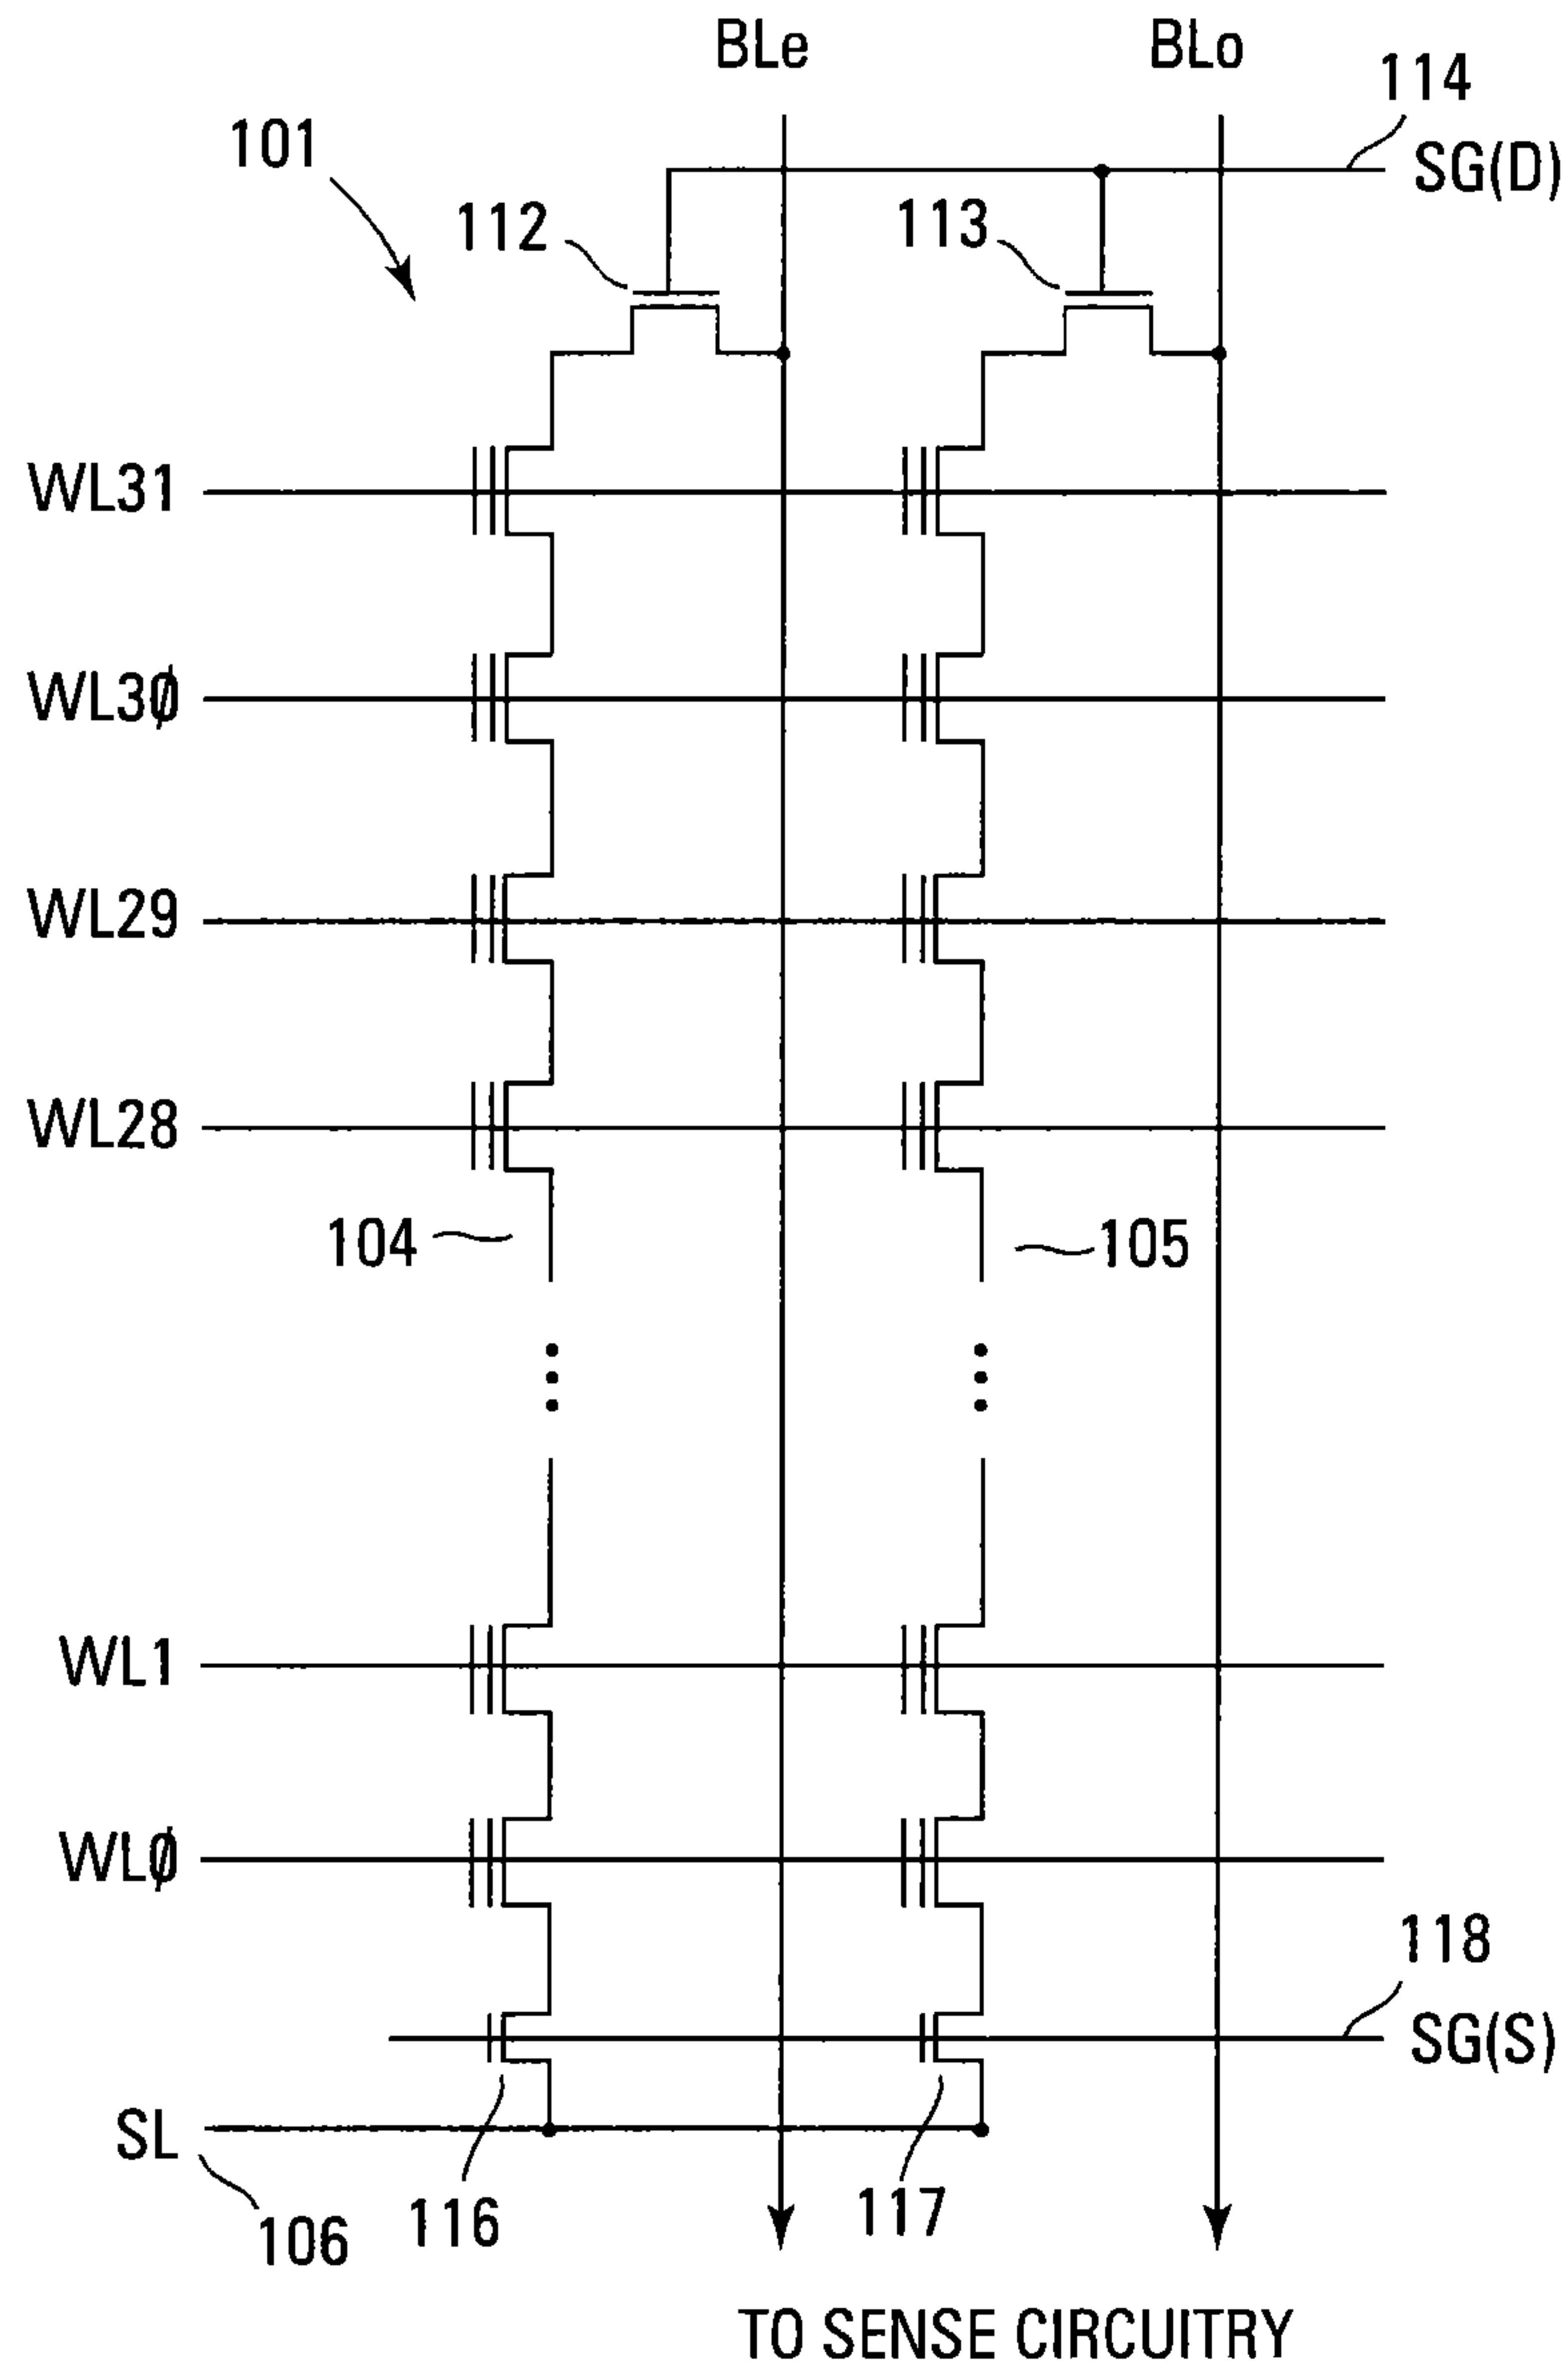 BLe
BLo
114
101
SG(D)
112
113
WL31
WL3Ø
WL29
WL28
104
105
WL1
WLØ
118
SG(S)
SL
116
117
106
TO SENSE CIRCUITRY